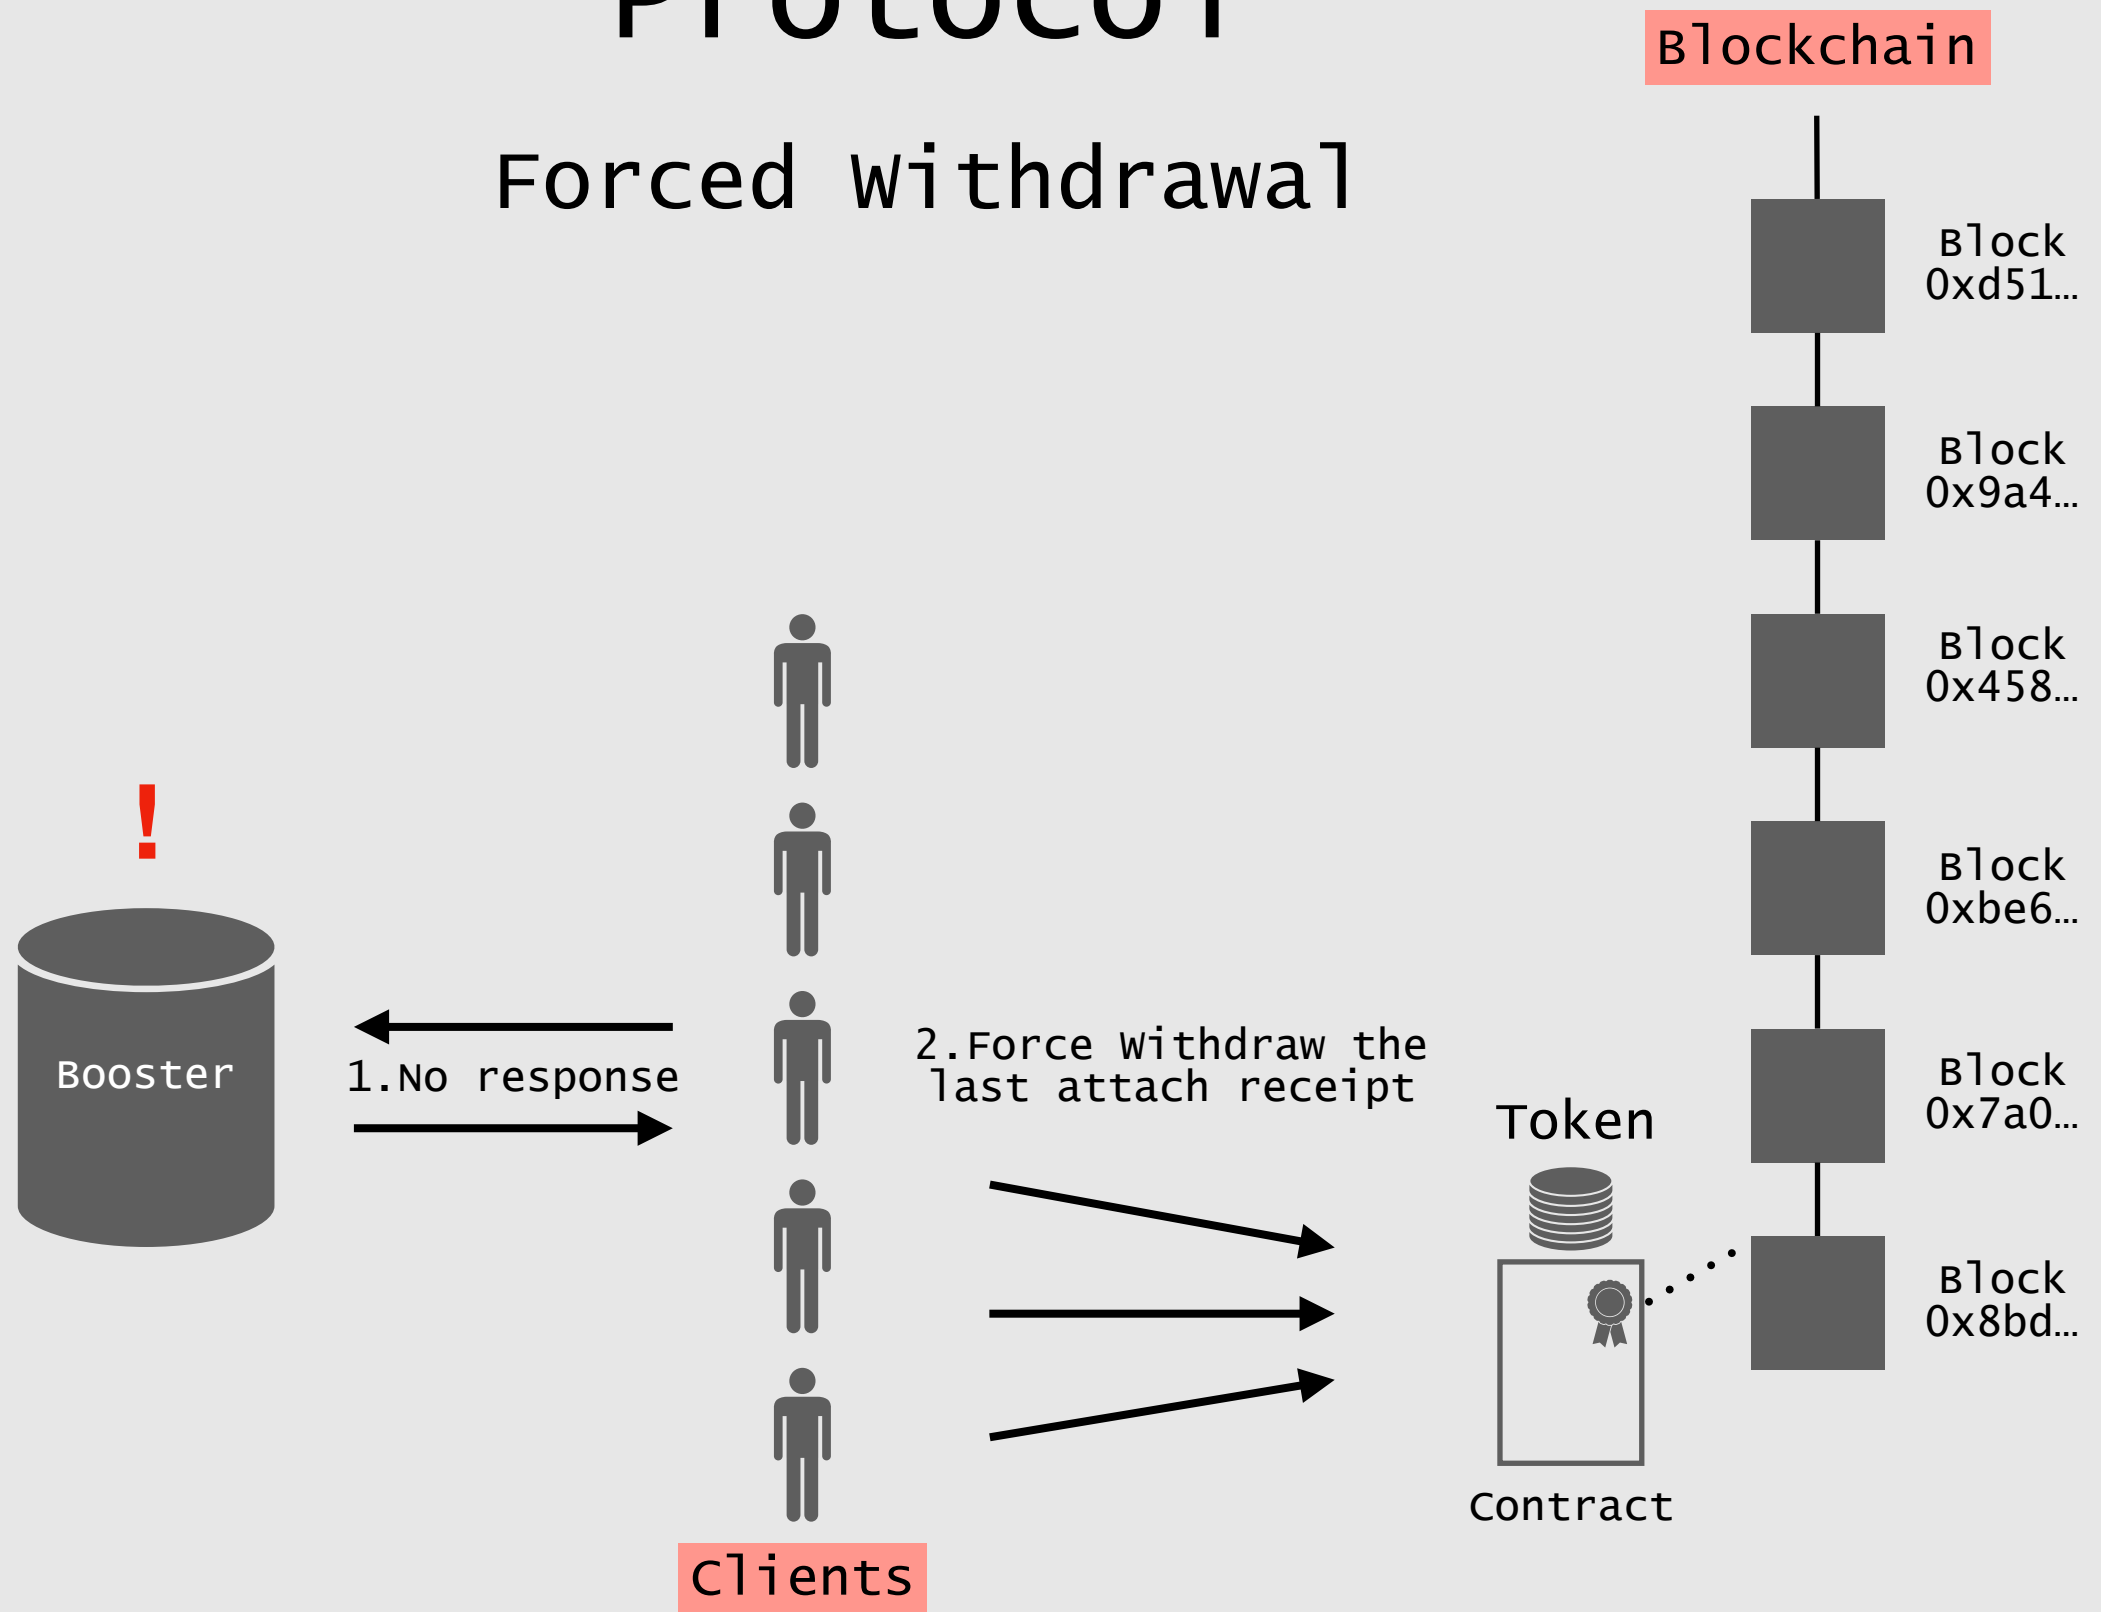 Protocol
Forced Withdrawal
Blockchain
Block
0xd51…
Block
0x9a4…
Block
0x458…
Block
0xbe6…
Block
0x7a0…
Block
0x8bd…
!
Booster
1.No response
2.Force Withdraw the
last attach receipt
Token
Contract
Clients